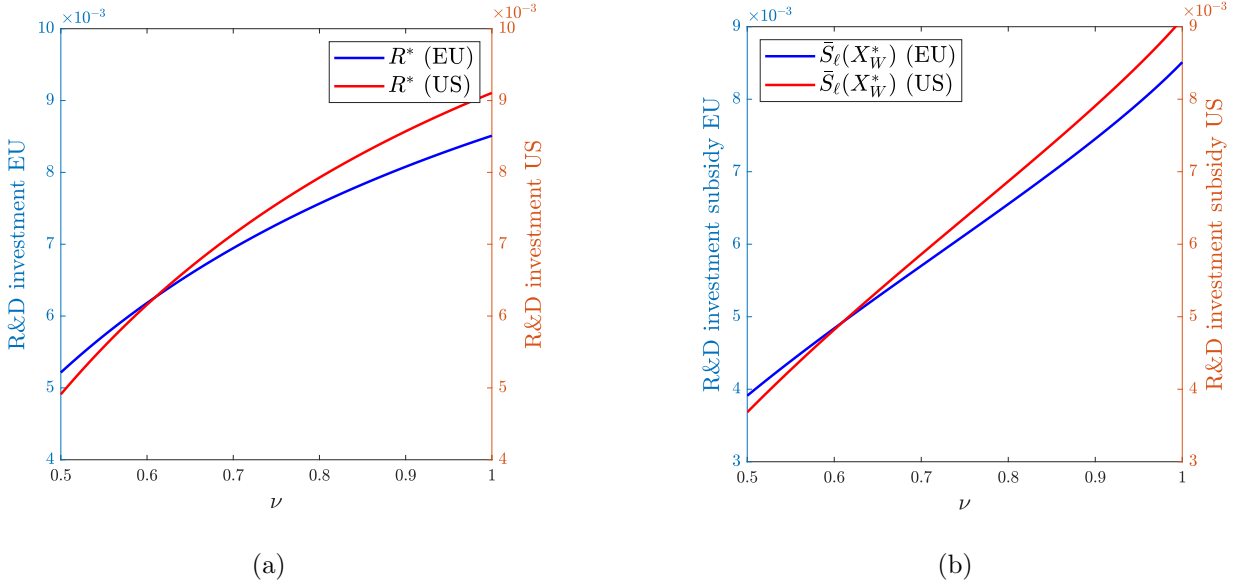 ×10⁻³
×10⁻³
10
9
8
7
6
5
4
R&D investment EU
10
9
8
7
6
5
4
R&D investment US
R* (EU)
R* (US)
0.5 0.6 0.7 0.8 0.9 1
ν
(a)
×10⁻³
×10⁻³
9
8
7
6
5
4
3
R&D investment subsidy EU
9
8
7
6
5
4
3
R&D investment subsidy US
S̄ℓ(X*W) (EU)
S̄ℓ(X*W) (US)
0.5 0.6 0.7 0.8 0.9 1
ν
(b)